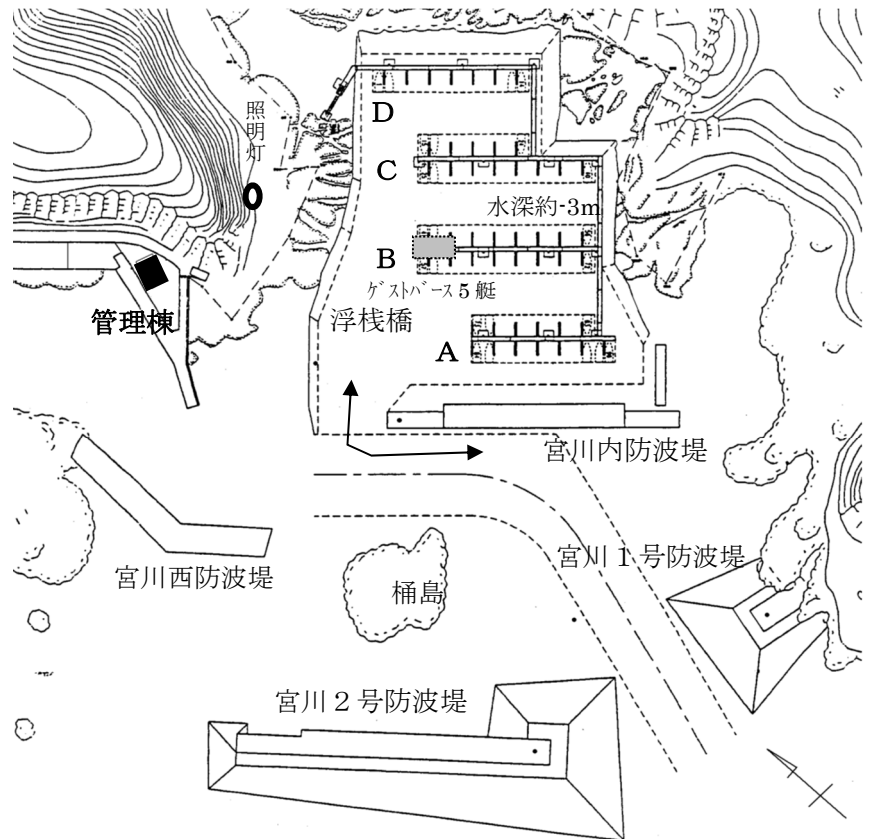 照明灯
D
C
水深約-3m
B
ゲストバース5艇
管理棟
浮桟橋
A
宮川内防波堤
宮川1号防波堤
宮川西防波堤
桶島
宮川2号防波堤